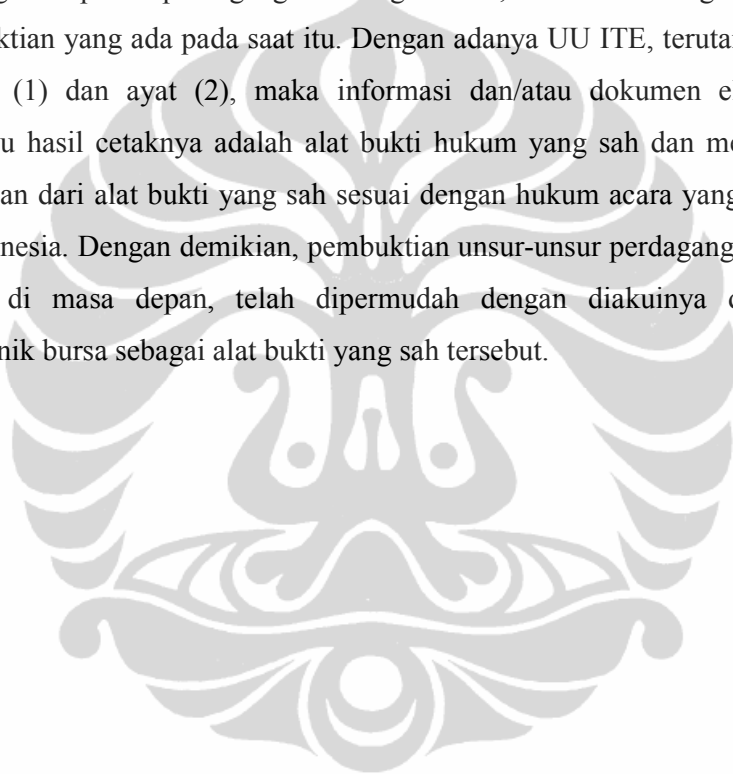 ktian yang ada pada saat itu. Dengan adanya UU ITE, teruta
(1) dan ayat (2), maka informasi dan/atau dokumen e
u hasil cetaknya adalah alat bukti hukum yang sah dan me
an dari alat bukti yang sah sesuai dengan hukum acara yang
nesia. Dengan demikian, pembuktian unsur-unsur perdagang
di masa depan, telah dipermudah dengan diakuinya d
nik bursa sebagai alat bukti yang sah tersebut.